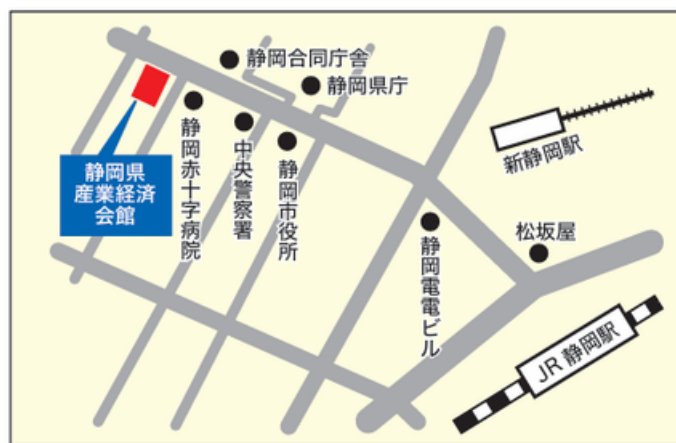 静岡合同庁舎
静岡県庁
静岡県
産業経済
会館
静岡赤十字病院
中央警察署
静岡市役所
静岡電電ビル
新静岡駅
松坂屋
JR静岡駅